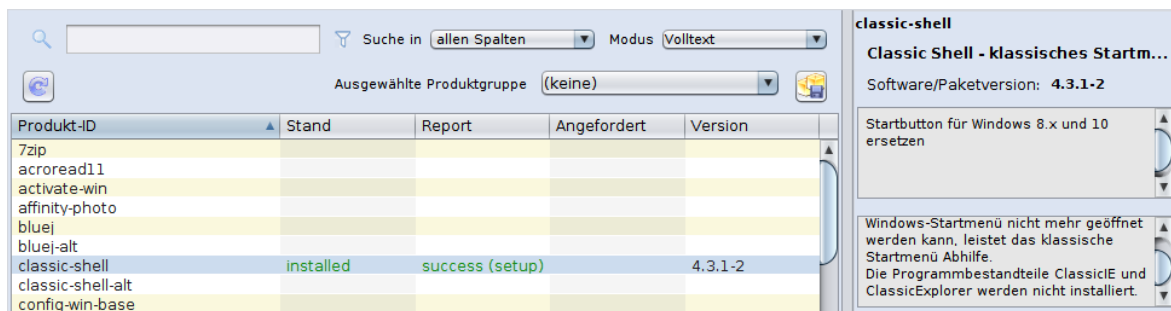 Suche in allen Spalten Modus Volltext
Ausgewählte Produktgruppe (keine)
Produkt-ID Stand Report Angefordert Version
7zip
acroread11
activate-win
affinity-photo
bluej
bluej-alt
classic-shell installed success (setup) 4.3.1-2
classic-shell-alt
config-win-base
classic-shell
Classic Shell - klassisches Startm...
Software/Paketversion: 4.3.1-2
Startbutton für Windows 8.x und 10
ersetzen
Windows-Startmenü nicht mehr geöffnet
werden kann, leistet das klassische
Startmenü Abhilfe.
Die Programmbestandteile ClassicIE und
ClassicExplorer werden nicht installiert.